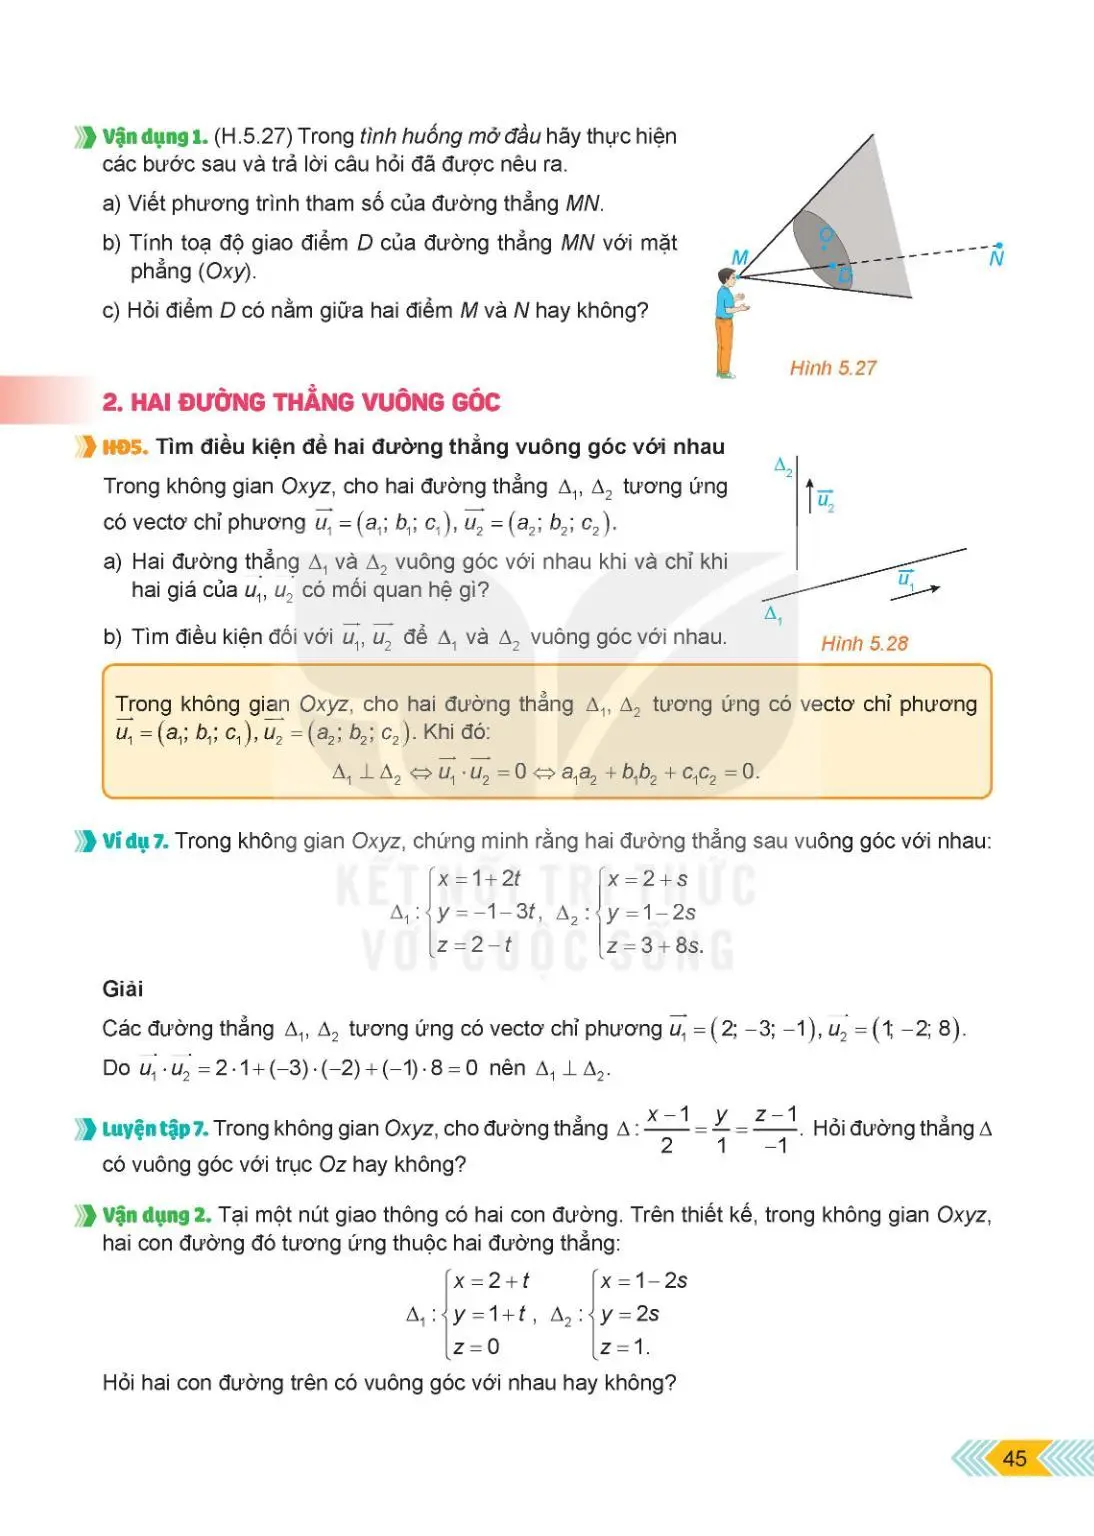 Vận dụng 1. (H.5.27) Trong tình huống mở đầu hãy thực hiện
các bước sau và trả lời câu hỏi đã được nêu ra.
a) Viết phương trình tham số của đường thẳng MN.
b) Tính toạ độ giao điểm D của đường thẳng MN với mặt
phẳng (Oxy).
c) Hỏi điểm D có nằm giữa hai điểm M và N hay không?
M
O
D
N
Hình 5.27
2. HAI ĐƯỜNG THẲNG VUÔNG GÓC
HĐ5. Tìm điều kiện để hai đường thẳng vuông góc với nhau
Trong không gian Oxyz, cho hai đường thẳng Δ₁, Δ₂ tương ứng
có vectơ chỉ phương u₁⃗ = (a₁; b₁; c₁), u₂⃗ = (a₂; b₂; c₂).
a) Hai đường thẳng Δ₁ và Δ₂ vuông góc với nhau khi và chỉ khi
hai giá của u₁⃗, u₂⃗ có mối quan hệ gì?
b) Tìm điều kiện đối với u₁⃗, u₂⃗ để Δ₁ và Δ₂ vuông góc với nhau.
Δ₂
u₂⃗
u₁⃗
Δ₁
Hình 5.28
Trong không gian Oxyz, cho hai đường thẳng Δ₁, Δ₂ tương ứng có vectơ chỉ phương
u₁⃗ = (a₁; b₁; c₁), u₂⃗ = (a₂; b₂; c₂). Khi đó:
Δ₁ ⊥ Δ₂ ⇔ u₁⃗ · u₂⃗ = 0 ⇔ a₁a₂ + b₁b₂ + c₁c₂ = 0.
Ví dụ 7. Trong không gian Oxyz, chứng minh rằng hai đường thẳng sau vuông góc với nhau:
x = 1 + 2t x = 2 + s
Δ₁ : { y = −1 − 3t, Δ₂ : { y = 1 − 2s
z = 2 − t z = 3 + 8s.
KẾT NỐI TRI THỨC
VỚI CUỘC SỐNG
Giải
Các đường thẳng Δ₁, Δ₂ tương ứng có vectơ chỉ phương u₁⃗ = (2; −3; −1), u₂⃗ = (1; −2; 8).
Do u₁⃗ · u₂⃗ = 2 · 1 + (−3) · (−2) + (−1) · 8 = 0 nên Δ₁ ⊥ Δ₂.
Luyện tập 7. Trong không gian Oxyz, cho đường thẳng Δ : (x − 1)/2 = y/1 = (z − 1)/−1. Hỏi đường thẳng Δ
có vuông góc với trục Oz hay không?
Vận dụng 2. Tại một nút giao thông có hai con đường. Trên thiết kế, trong không gian Oxyz,
hai con đường đó tương ứng thuộc hai đường thẳng:
x = 2 + t x = 1 − 2s
Δ₁ : { y = 1 + t , Δ₂ : { y = 2s
z = 0 z = 1.
Hỏi hai con đường trên có vuông góc với nhau hay không?
45